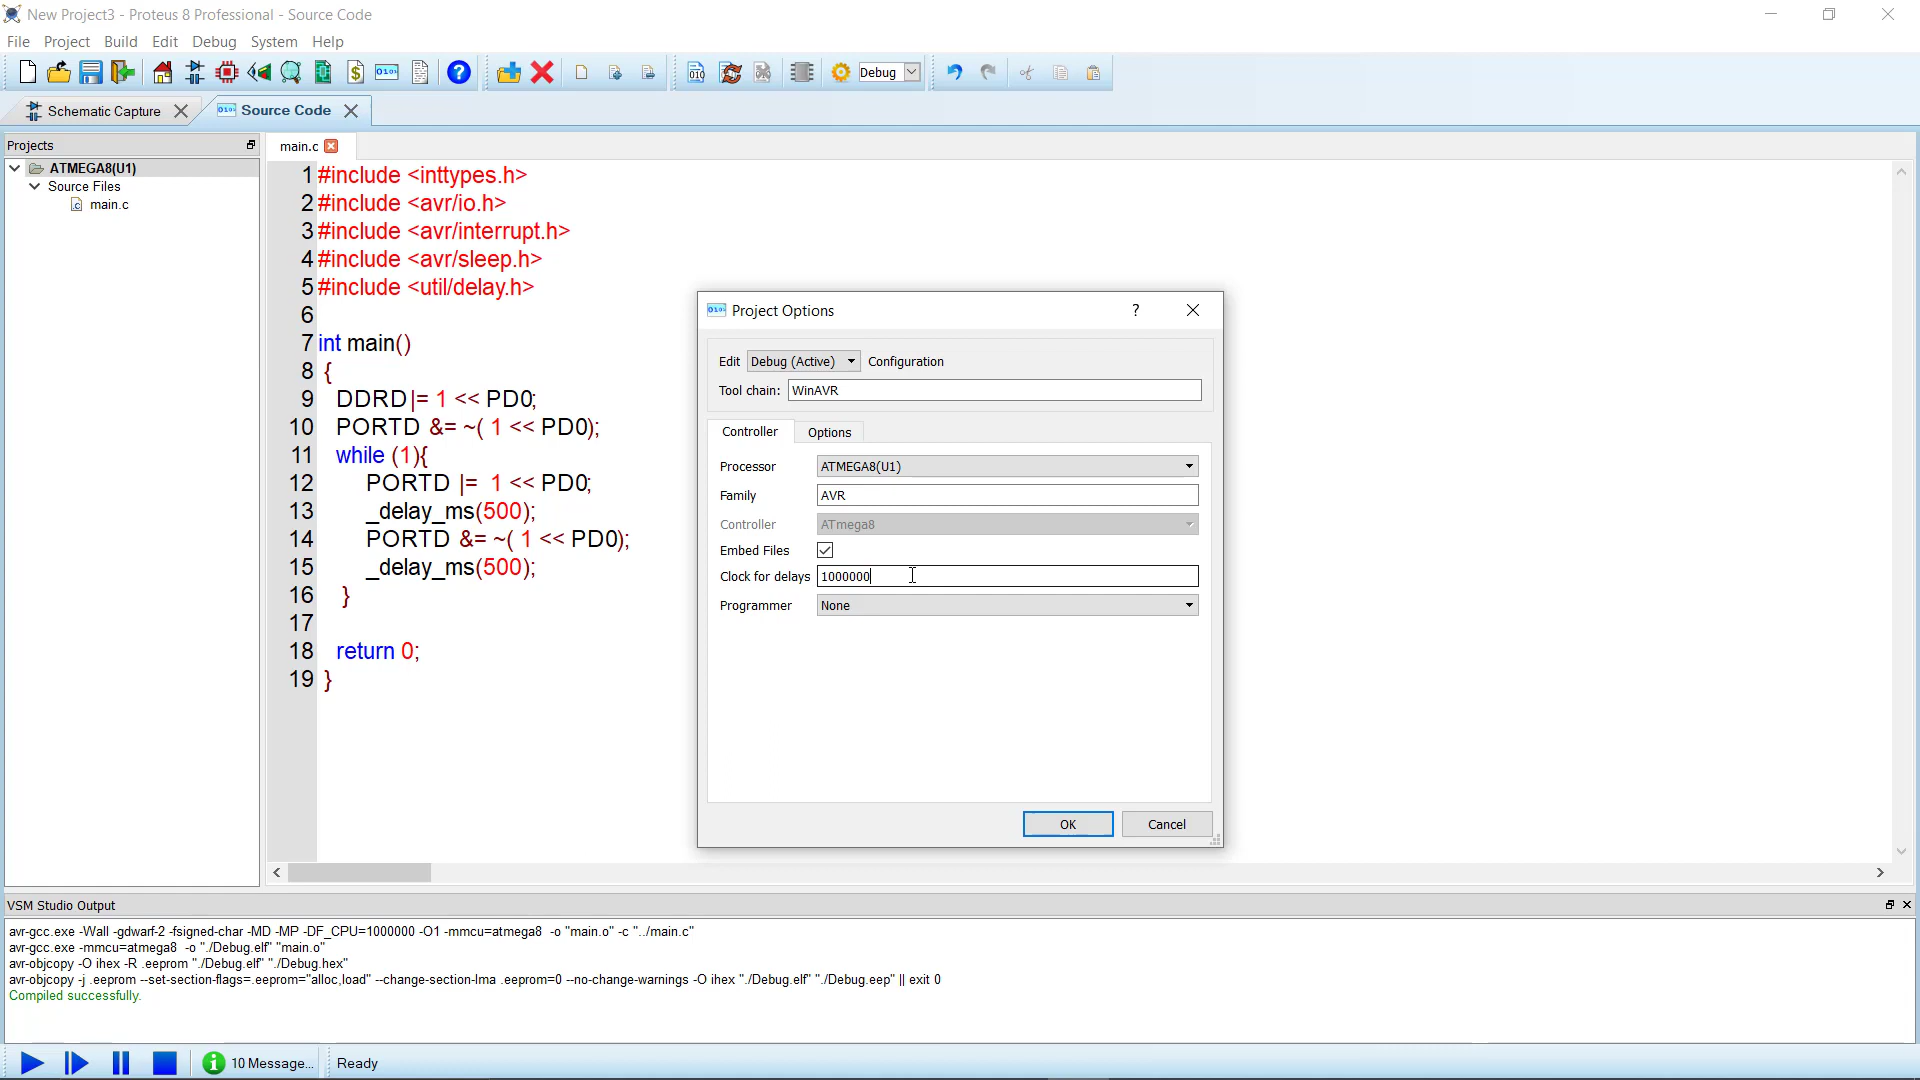 New Project3 - Proteus 8 Professional - Source Code
File Project Build Edit Debug System Help
Debug
Schematic Capture Source Code
Projects
ATMEGA8(U1)
Source Files
main.c
main.c
1 #include <inttypes.h>
2 #include <avr/io.h>
3 #include <avr/interrupt.h>
4 #include <avr/sleep.h>
5 #include <util/delay.h>
6
7 int main()
8 {
9 DDRD|= 1 << PD0;
10 PORTD &= ~( 1 << PD0);
11 while (1){
12 PORTD |= 1 << PD0;
13 _delay_ms(500);
14 PORTD &= ~( 1 << PD0);
15 _delay_ms(500);
16 }
17
18 return 0;
19 }
Project Options
Edit Debug (Active) Configuration
Tool chain: WinAVR
Controller Options
Processor ATMEGA8(U1)
Family AVR
Controller ATmega8
Embed Files
Clock for delays 1000000
Programmer None
OK Cancel
VSM Studio Output
avr-gcc.exe -Wall -gdwarf-2 -fsigned-char -MD -MP -DF_CPU=1000000 -O1 -mmcu=atmega8 -o "main.o" -c "../main.c"
avr-gcc.exe -mmcu=atmega8 -o "./Debug.elf" "main.o"
avr-objcopy -O ihex -R .eeprom "./Debug.elf" "./Debug.hex"
avr-objcopy -j .eeprom --set-section-flags=.eeprom="alloc,load" --change-section-lma .eeprom=0 --no-change-warnings -O ihex "./Debug.elf" "./Debug.eep" || exit 0
Compiled successfully.
10 Message... Ready